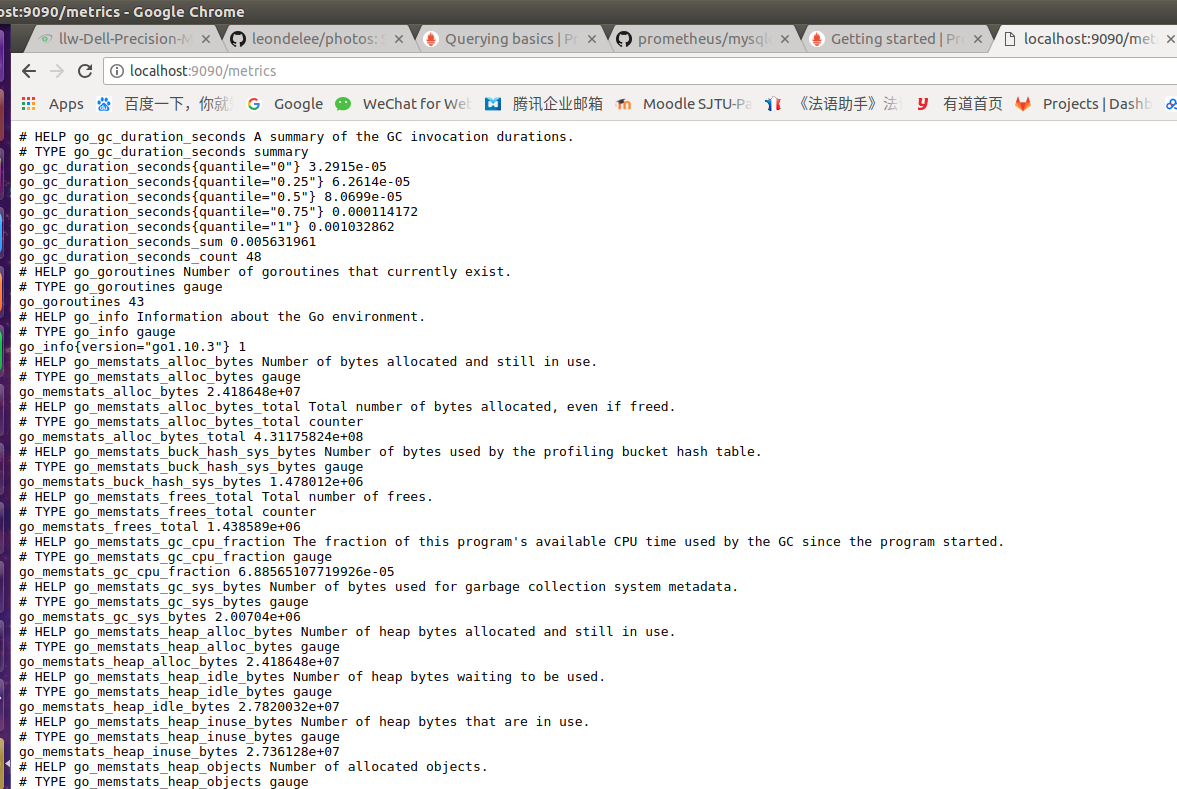 ost:9090/metrics - Google Chrome
llw-Dell-Precision-M leondelee/photos: S Querying basics | Pr prometheus/mysql Getting started | Pr localhost:9090/met
localhost:9090/metrics
Apps 百度一下，你就 Google WeChat for We 腾讯企业邮箱 Moodle SJTU-Pa 《法语助手》法 有道首页 Projects | Dashb
# HELP go_gc_duration_seconds A summary of the GC invocation durations.
# TYPE go_gc_duration_seconds summary
go_gc_duration_seconds{quantile="0"} 3.2915e-05
go_gc_duration_seconds{quantile="0.25"} 6.2614e-05
go_gc_duration_seconds{quantile="0.5"} 8.0699e-05
go_gc_duration_seconds{quantile="0.75"} 0.000114172
go_gc_duration_seconds{quantile="1"} 0.001032862
go_gc_duration_seconds_sum 0.005631961
go_gc_duration_seconds_count 48
# HELP go_goroutines Number of goroutines that currently exist.
# TYPE go_goroutines gauge
go_goroutines 43
# HELP go_info Information about the Go environment.
# TYPE go_info gauge
go_info{version="go1.10.3"} 1
# HELP go_memstats_alloc_bytes Number of bytes allocated and still in use.
# TYPE go_memstats_alloc_bytes gauge
go_memstats_alloc_bytes 2.418648e+07
# HELP go_memstats_alloc_bytes_total Total number of bytes allocated, even if freed.
# TYPE go_memstats_alloc_bytes_total counter
go_memstats_alloc_bytes_total 4.31175824e+08
# HELP go_memstats_buck_hash_sys_bytes Number of bytes used by the profiling bucket hash table.
# TYPE go_memstats_buck_hash_sys_bytes gauge
go_memstats_buck_hash_sys_bytes 1.478012e+06
# HELP go_memstats_frees_total Total number of frees.
# TYPE go_memstats_frees_total counter
go_memstats_frees_total 1.438589e+06
# HELP go_memstats_gc_cpu_fraction The fraction of this program's available CPU time used by the GC since the program started.
# TYPE go_memstats_gc_cpu_fraction gauge
go_memstats_gc_cpu_fraction 6.88565107719926e-05
# HELP go_memstats_gc_sys_bytes Number of bytes used for garbage collection system metadata.
# TYPE go_memstats_gc_sys_bytes gauge
go_memstats_gc_sys_bytes 2.00704e+06
# HELP go_memstats_heap_alloc_bytes Number of heap bytes allocated and still in use.
# TYPE go_memstats_heap_alloc_bytes gauge
go_memstats_heap_alloc_bytes 2.418648e+07
# HELP go_memstats_heap_idle_bytes Number of heap bytes waiting to be used.
# TYPE go_memstats_heap_idle_bytes gauge
go_memstats_heap_idle_bytes 2.7820032e+07
# HELP go_memstats_heap_inuse_bytes Number of heap bytes that are in use.
# TYPE go_memstats_heap_inuse_bytes gauge
go_memstats_heap_inuse_bytes 2.736128e+07
# HELP go_memstats_heap_objects Number of allocated objects.
# TYPE go_memstats_heap_objects gauge